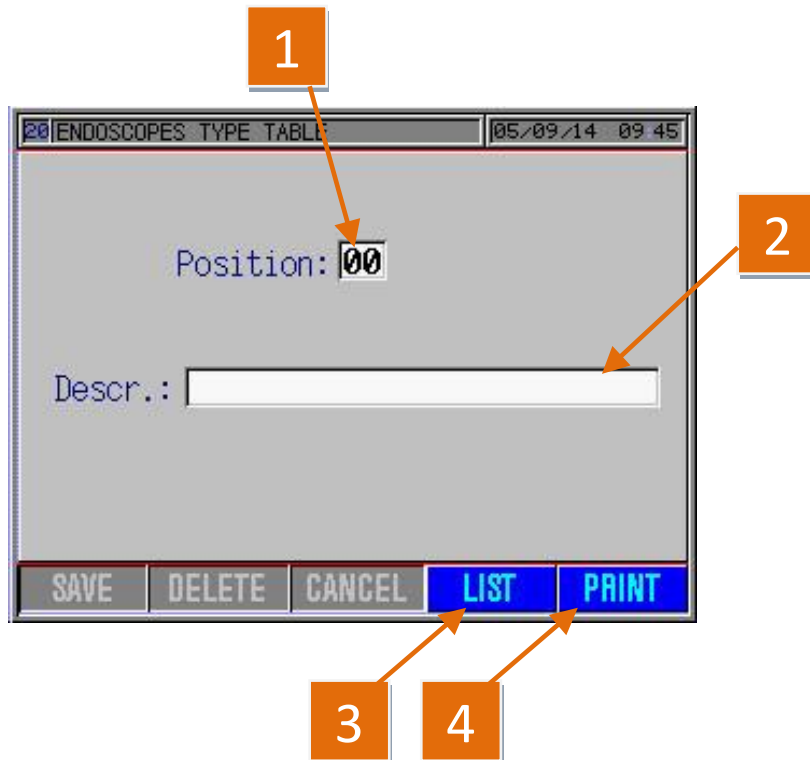 1
20 ENDOSCOPES TYPE TABLE 05/09/14 09:45
2
Position: 00
Descr.:
SAVE DELETE CANCEL LIST PRINT
3 4